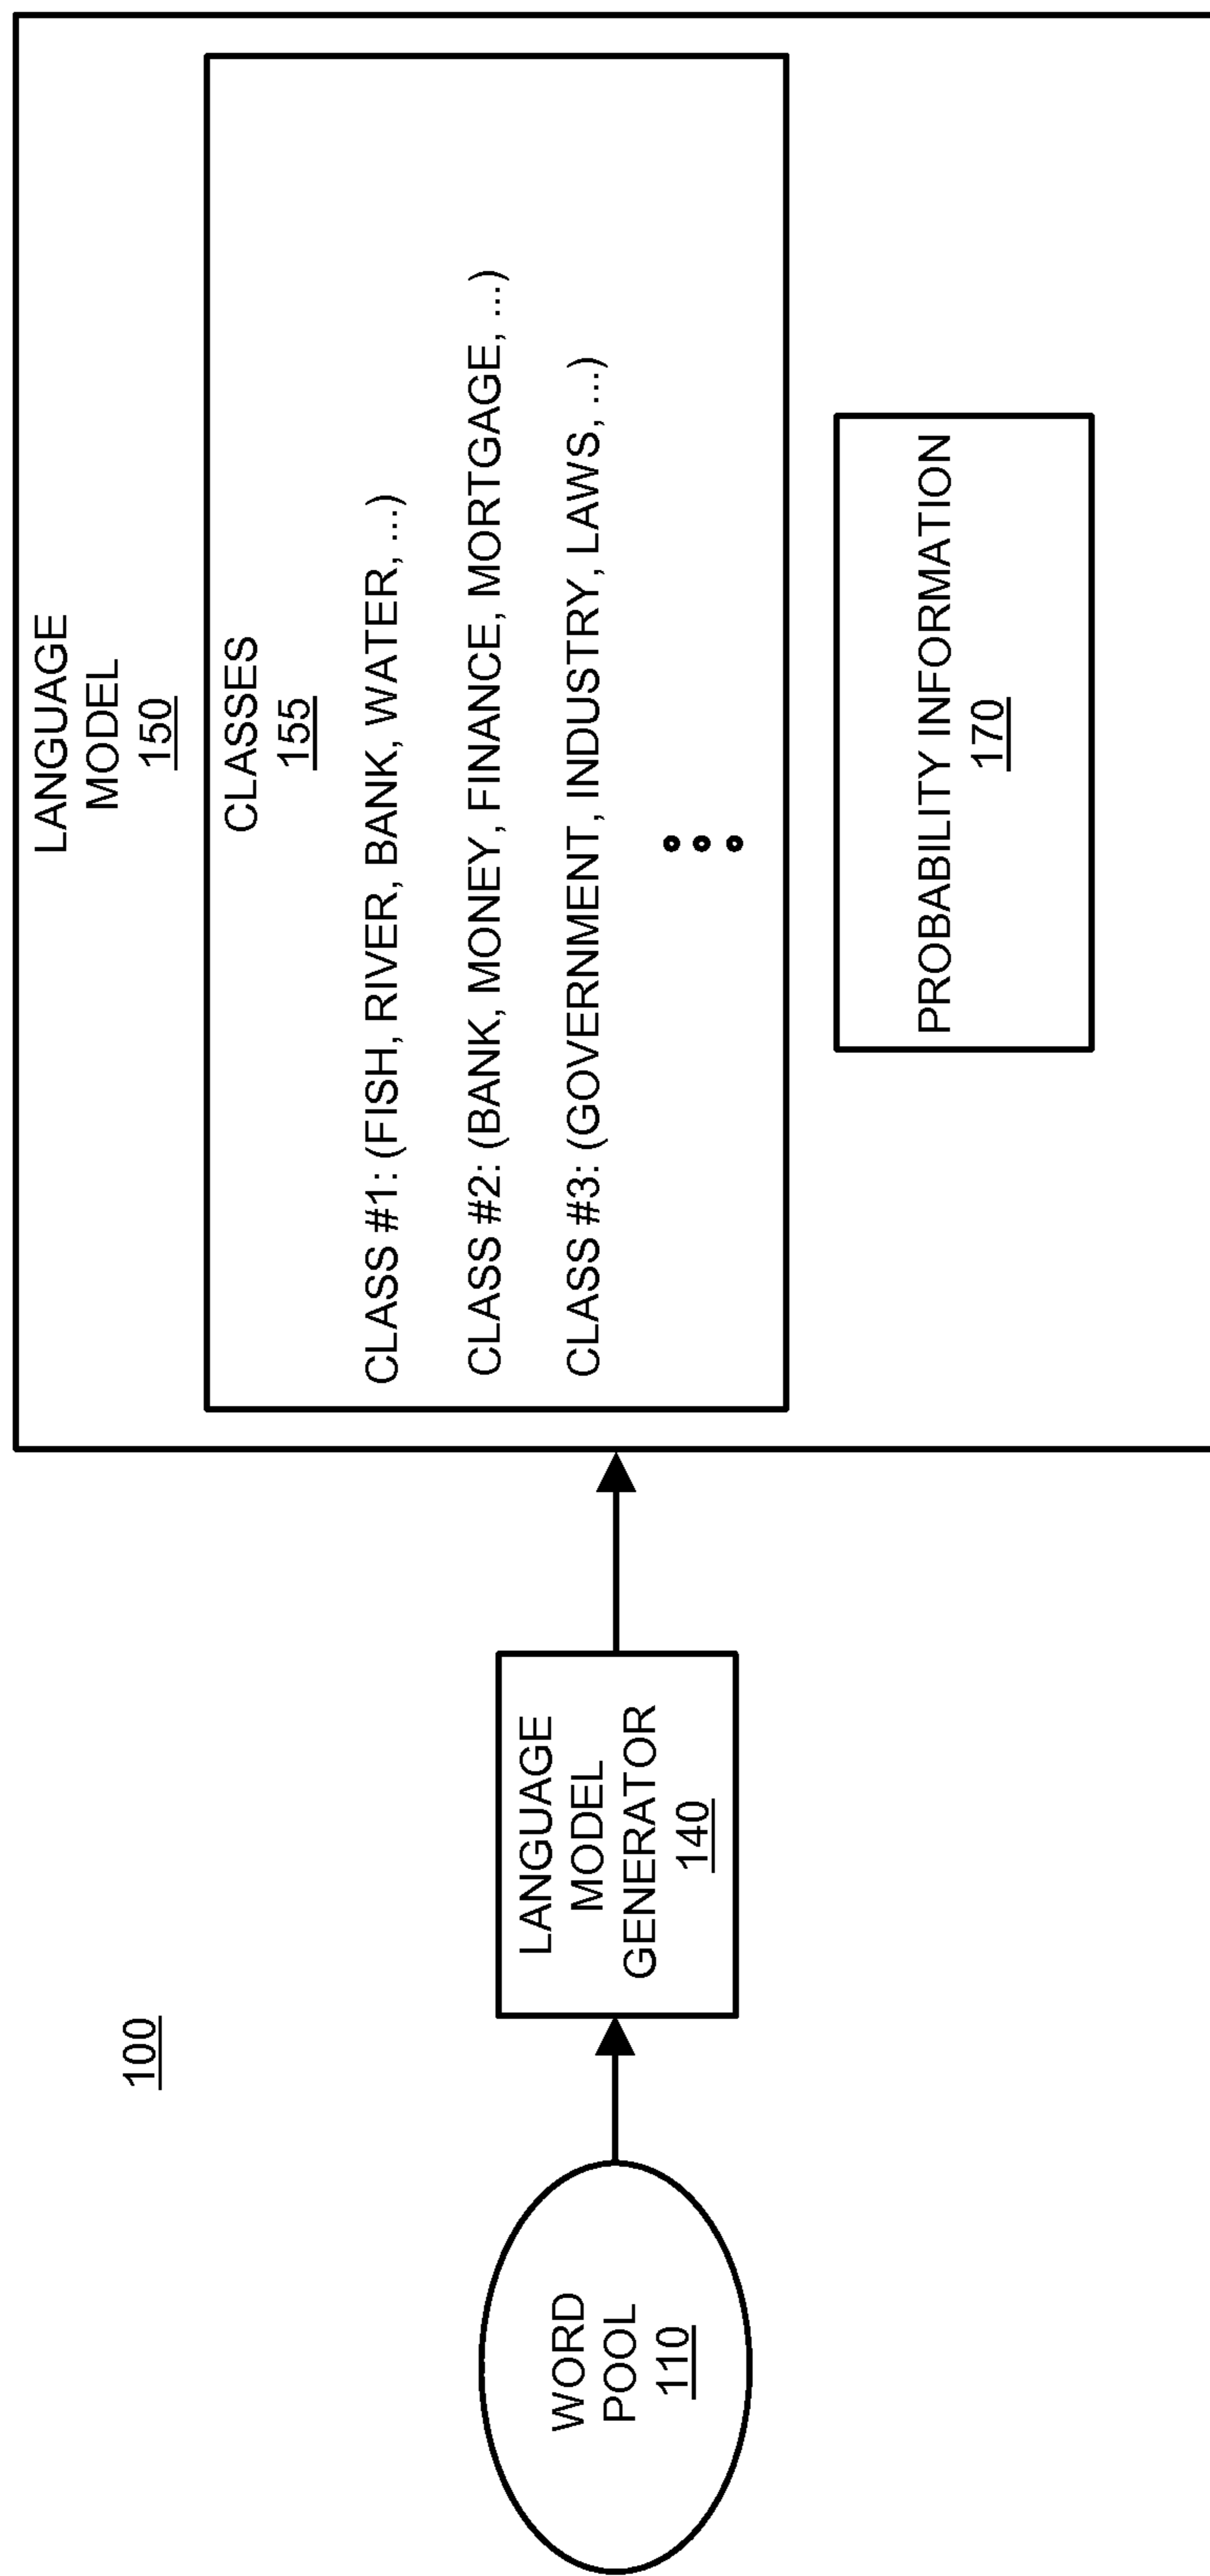 100
WORD
POOL
110
LANGUAGE
MODEL
GENERATOR
140
LANGUAGE
MODEL
150
CLASSES
155
CLASS #1: (FISH, RIVER, BANK, WATER, ...)
CLASS #2: (BANK, MONEY, FINANCE, MORTGAGE, ...)
CLASS #3: (GOVERNMENT, INDUSTRY, LAWS, ...)
PROBABILITY INFORMATION
170